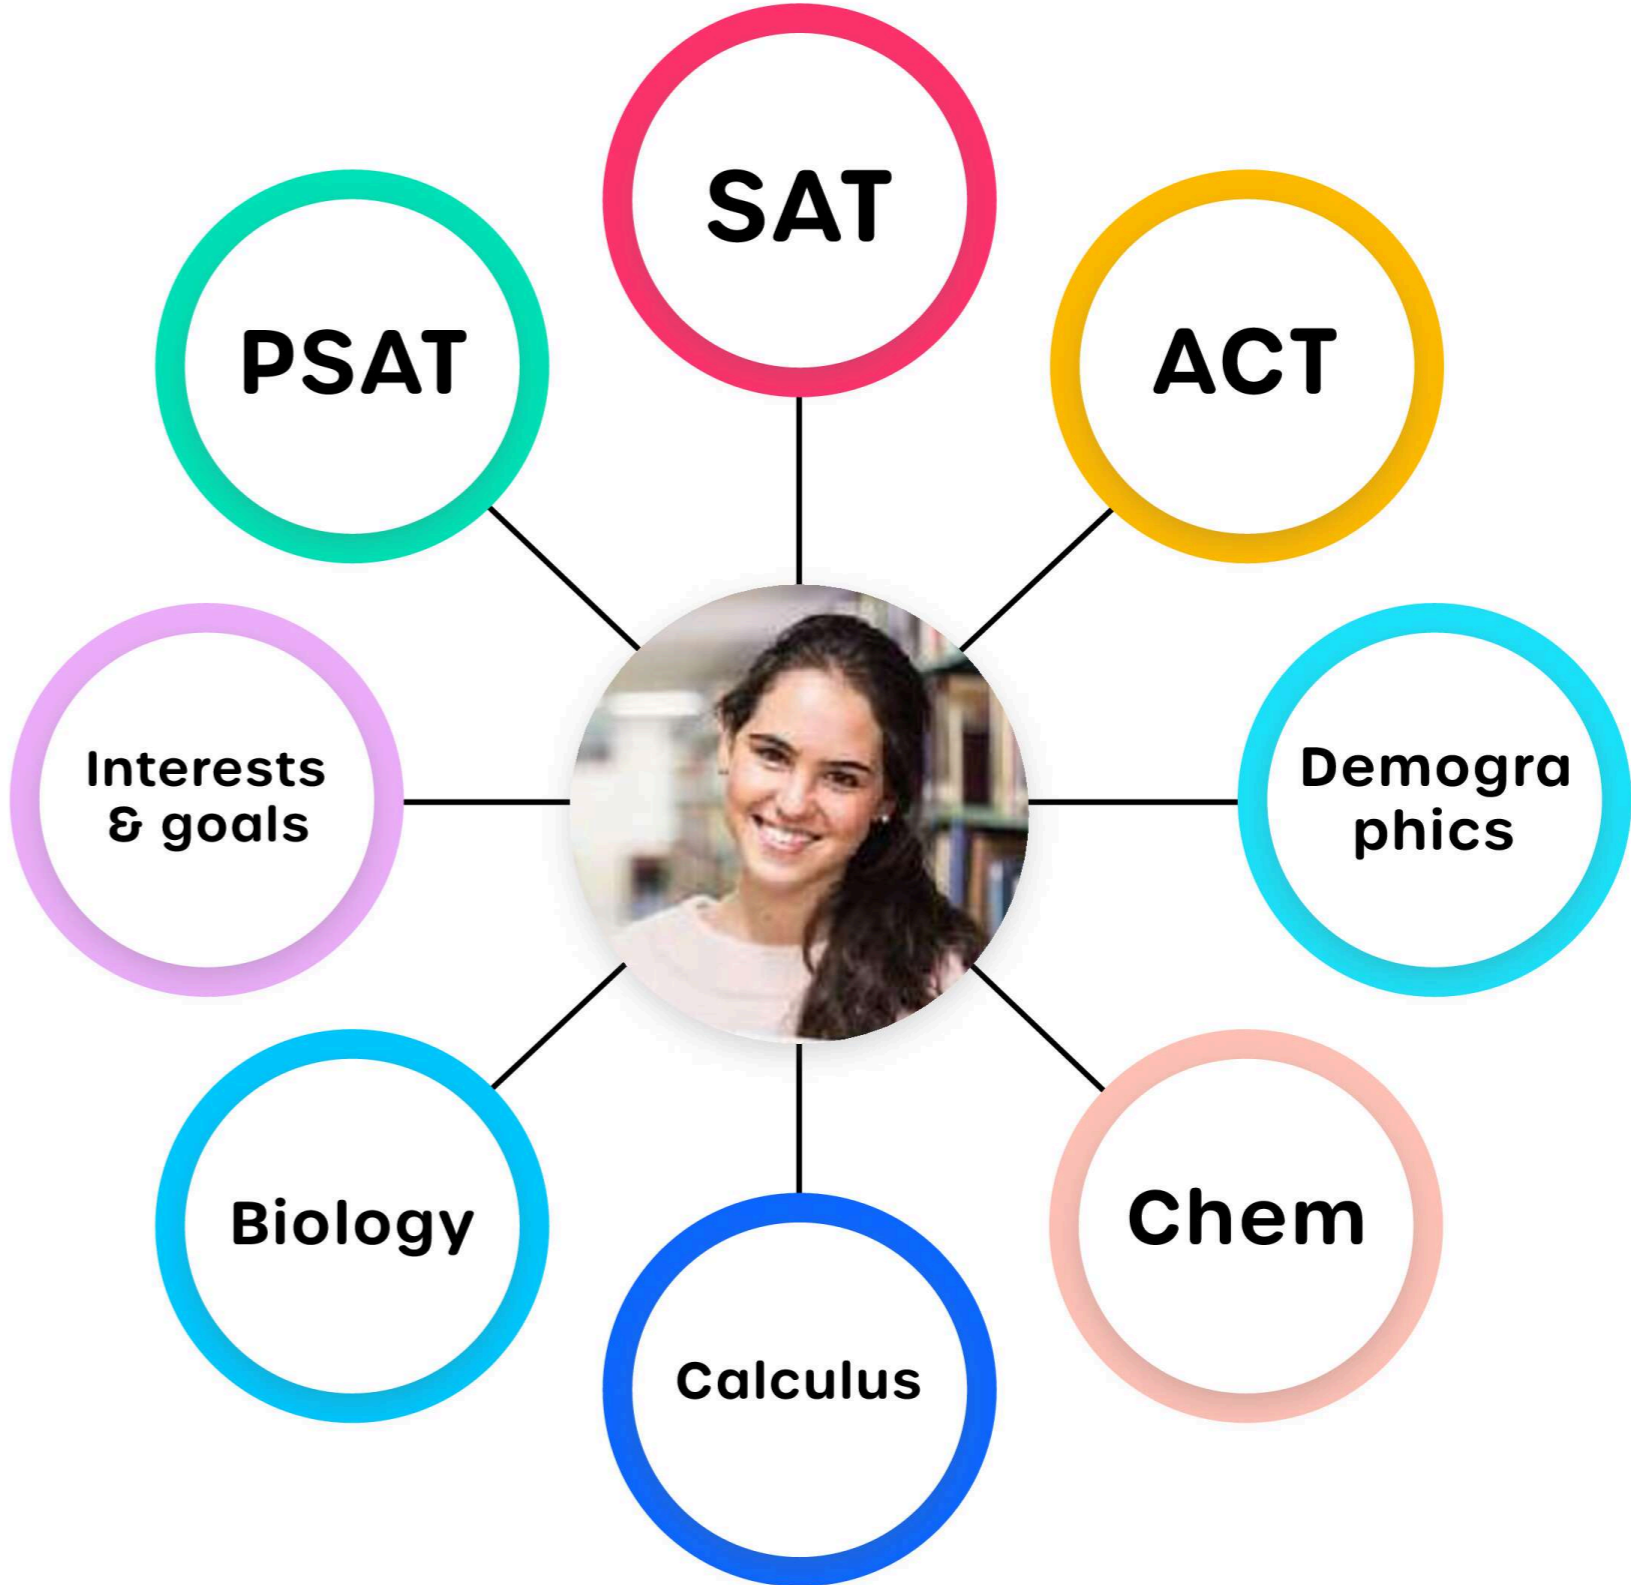 SAT
PSAT
ACT
Interests
& goals
Demogra
phics
Biology
Chem
Calculus